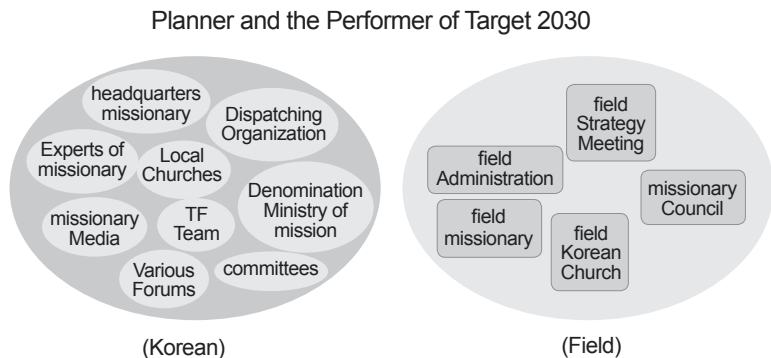 Planner and the Performer of Target 2030
headquarters
missionary
Dispatching
Organization
Experts of
missionary
Local
Churches
Denomination
Ministry of
mission
missionary
Media
TF
Team
Various
Forums
committees
(Korean)
field
Strategy
Meeting
field
Administration
missionary
Council
field
missionary
field
Korean
Church
(Field)